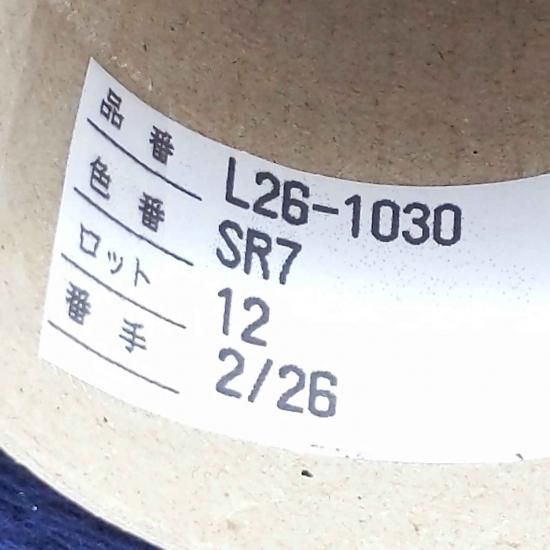 品番 L26-1030
色番 SR7
ロット 12
番手 2/26